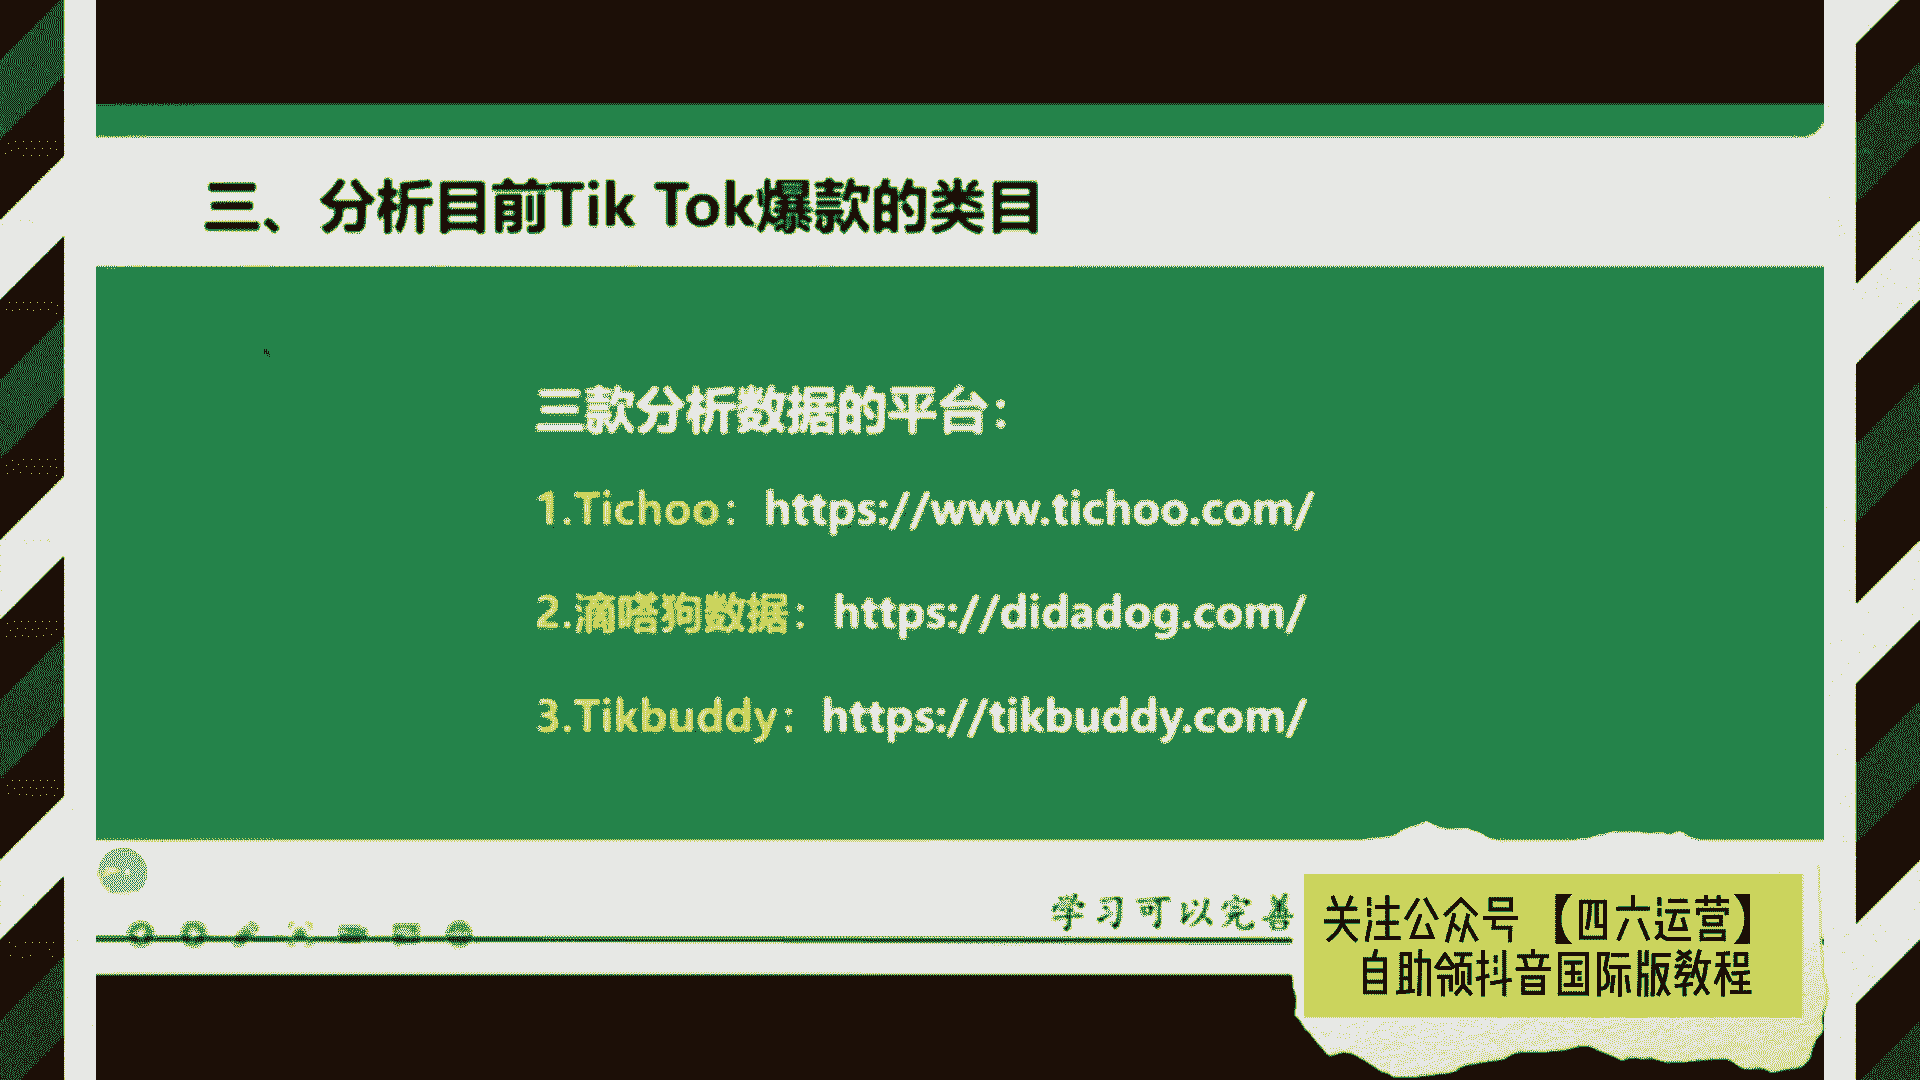 三、分析目前Tik Tok爆款的类目
三款分析数据的平台：
1.Tichoo：https://www.tichoo.com/
2.滴嗒狗数据：https://didadog.com/
3.Tikbuddy：https://tikbuddy.com/
学习可以完善
关注公众号【四六运营】
自助领抖音国际版教程